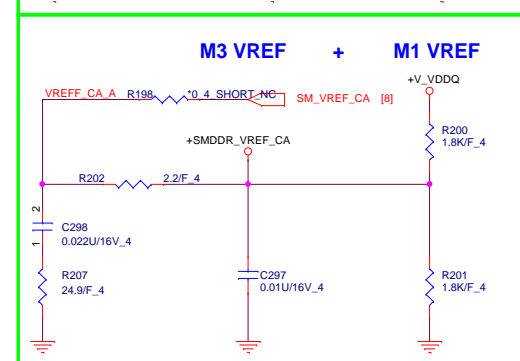 M3 VREF + M1 VREF
+V_VDDQ
VREFF_CA_A R198 *0_4_SHORT_NC SM_VREF_CA [8]
R200
1.8K/F_4
+SMDDR_VREF_CA
R202 2.2/F_4
2
C298
0.022U/16V_4
1
R207
24.9/F_4
C297
0.01U/16V_4
R201
1.8K/F_4